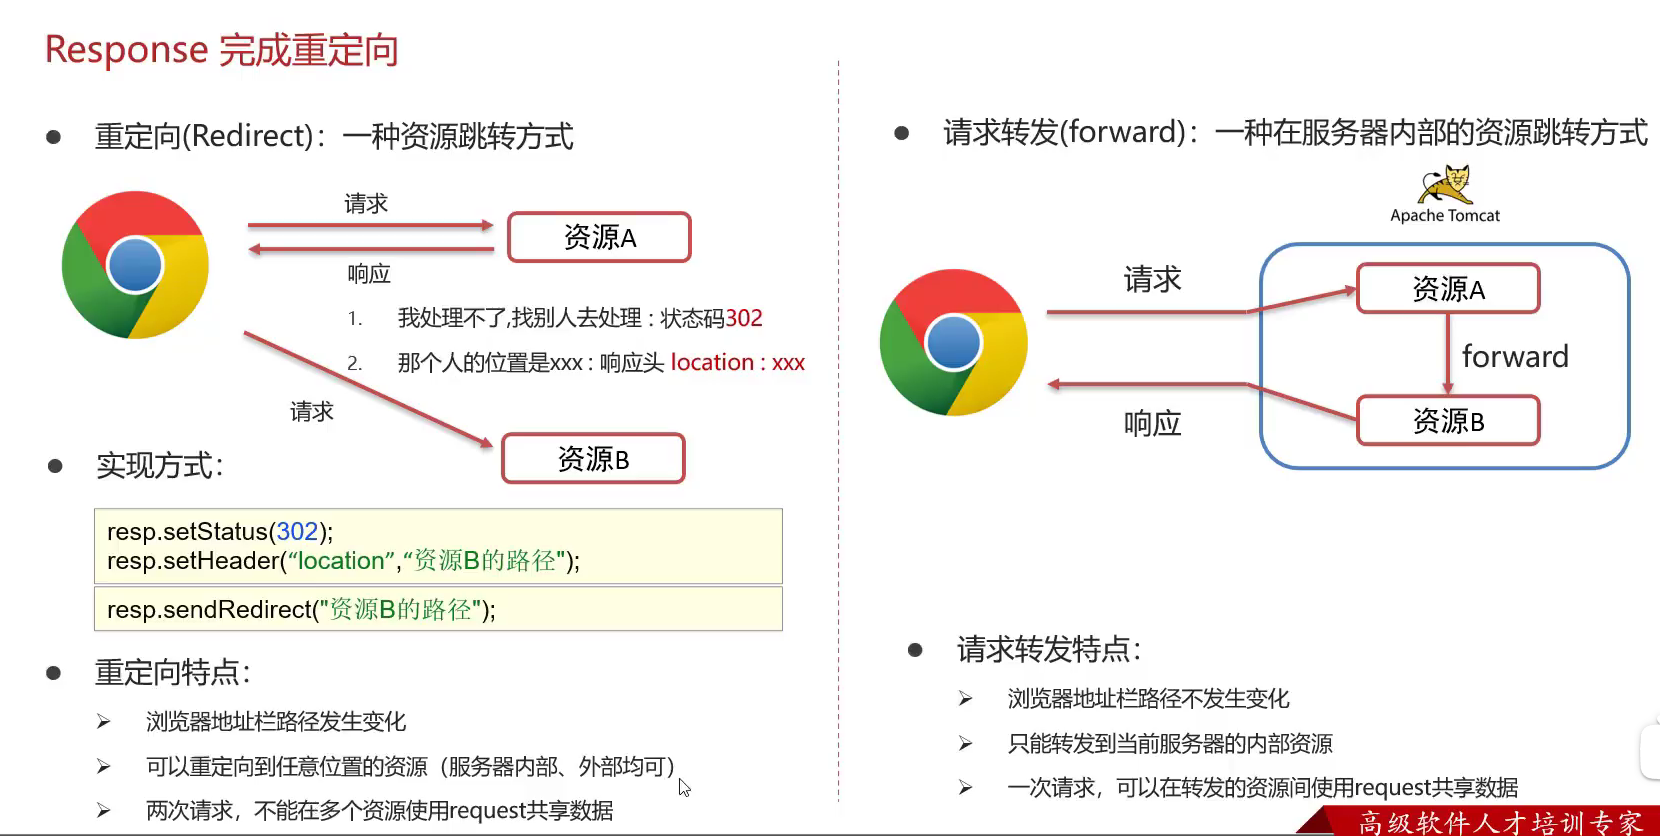 Response 完成重定向
● 重定向(Redirect)：一种资源跳转方式
请求
资源A
响应
1. 我处理不了,找别人去处理 : 状态码302
2. 那个人的位置是xxx : 响应头 location : xxx
请求
资源B
● 实现方式：
resp.setStatus(302);
resp.setHeader(“location”,“资源B的路径");
resp.sendRedirect("资源B的路径");
● 重定向特点：
➢ 浏览器地址栏路径发生变化
➢ 可以重定向到任意位置的资源（服务器内部、外部均可）
➢ 两次请求，不能在多个资源使用request共享数据
● 请求转发(forward)：一种在服务器内部的资源跳转方式
Apache Tomcat
请求
资源A
forward
资源B
响应
● 请求转发特点：
➢ 浏览器地址栏路径不发生变化
➢ 只能转发到当前服务器的内部资源
➢ 一次请求，可以在转发的资源间使用request共享数据
高级软件人才培训专家